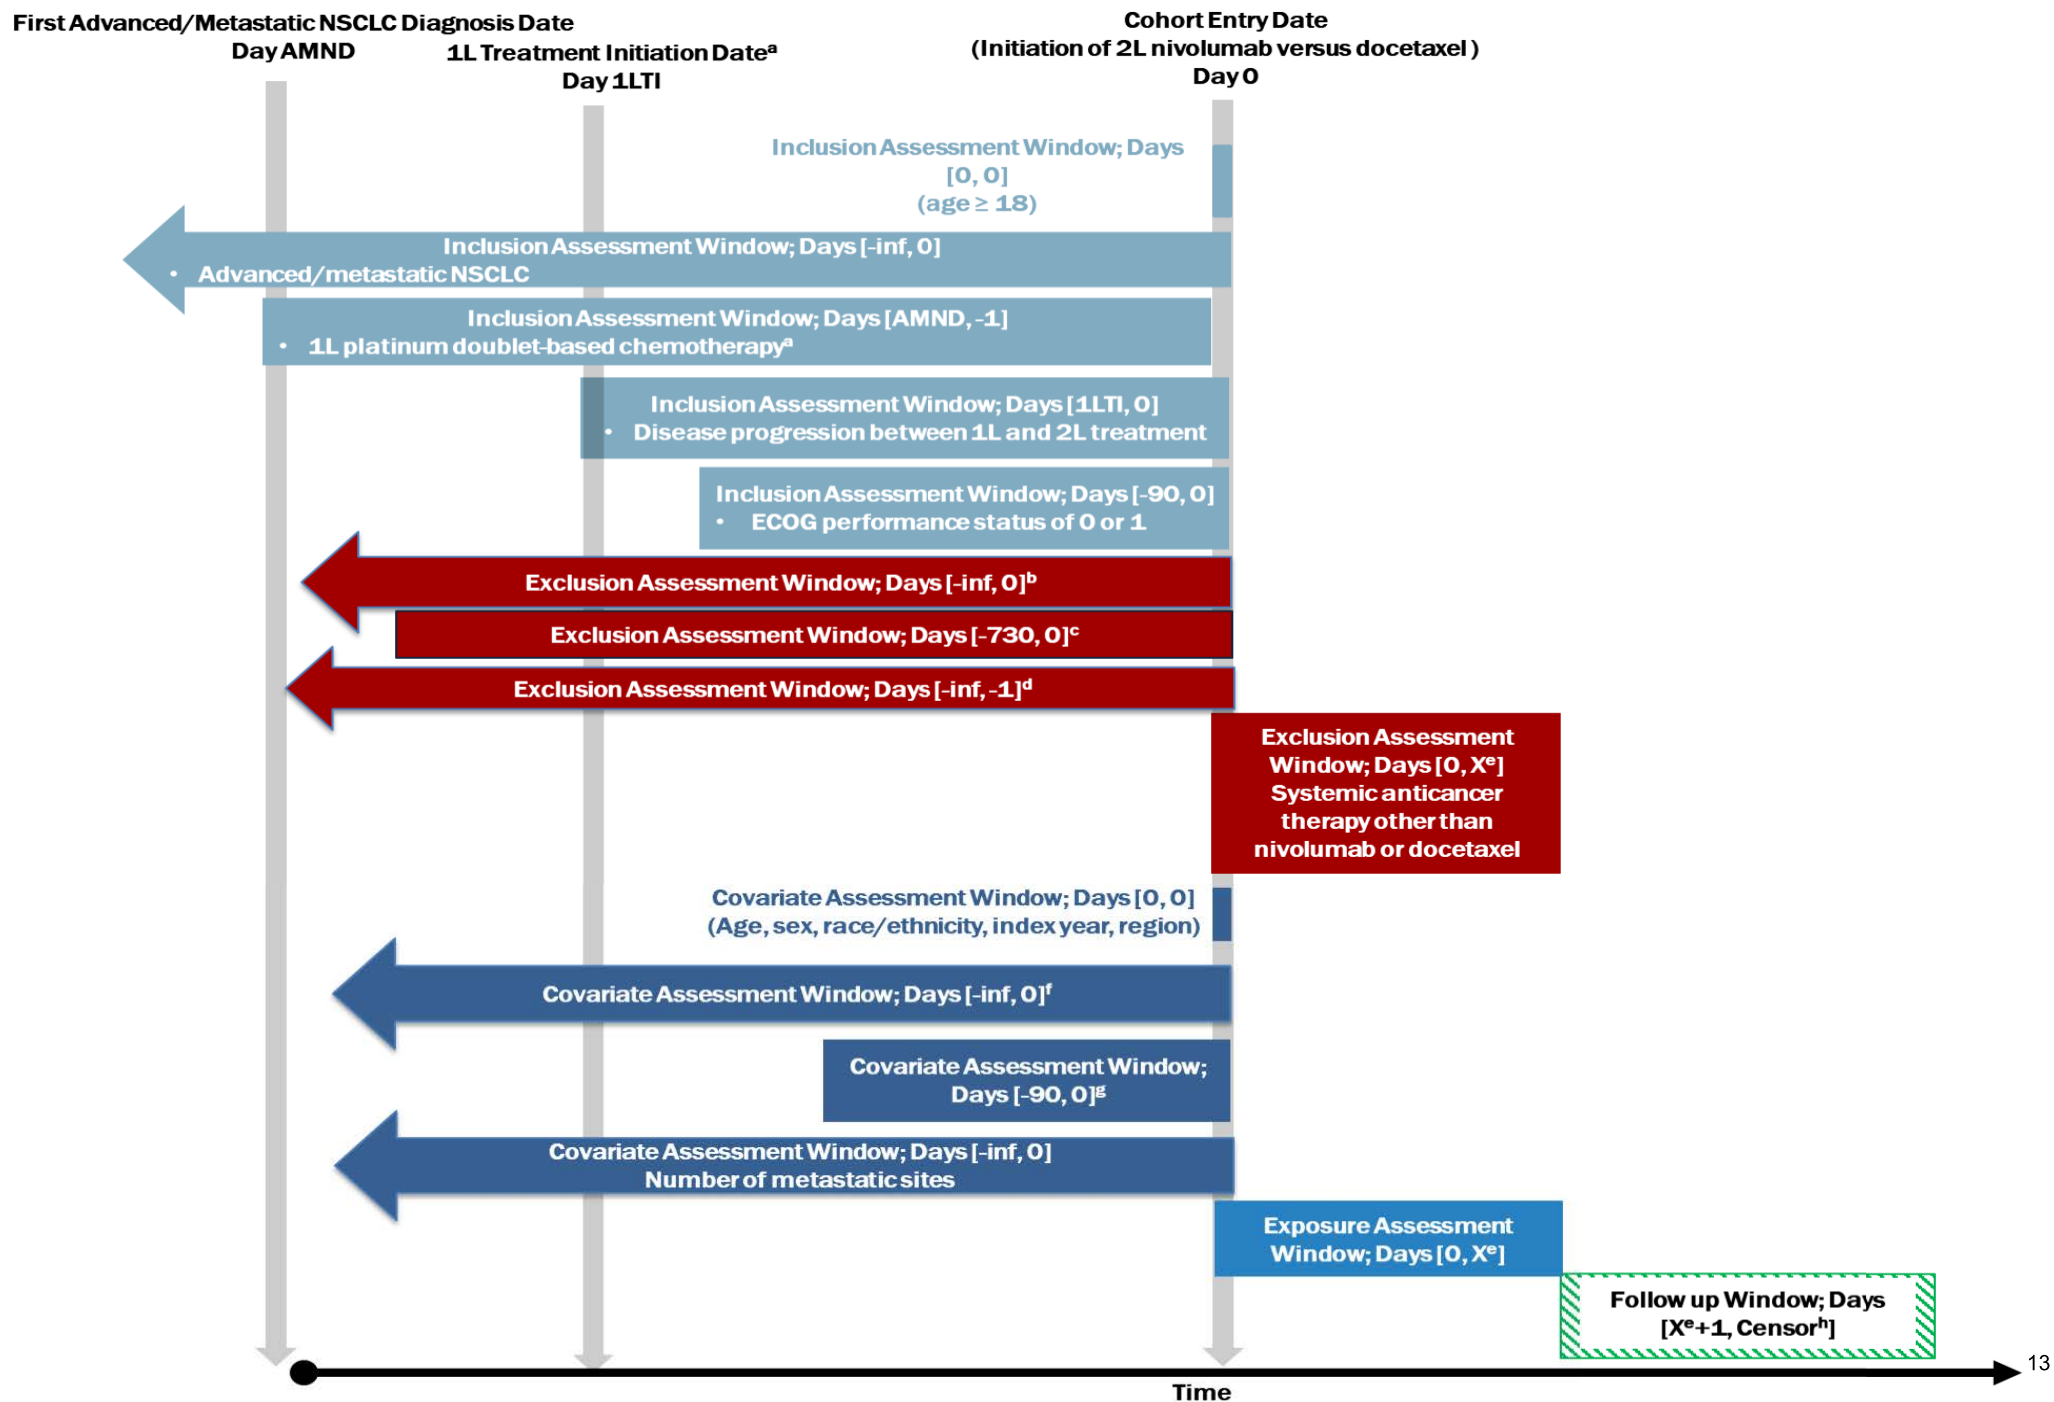 First Advanced/Metastatic NSCLC Diagnosis Date
Day AMND
1L Treatment Initiation Dateᵃ
Day 1LTI
Cohort Entry Date
(Initiation of 2L nivolumab versus docetaxel)
Day 0
Inclusion Assessment Window; Days
[0, 0]
(age ≥ 18)
Inclusion Assessment Window; Days [-inf, 0]
• Advanced/metastatic NSCLC
Inclusion Assessment Window; Days [AMND, -1]
• 1L platinum doublet-based chemotherapyᵃ
Inclusion Assessment Window; Days [1LTI, 0]
• Disease progression between 1L and 2L treatment
Inclusion Assessment Window; Days [-90, 0]
• ECOG performance status of 0 or 1
Exclusion Assessment Window; Days [-inf, 0]ᵇ
Exclusion Assessment Window; Days [-730, 0]ᶜ
Exclusion Assessment Window; Days [-inf, -1]ᵈ
Exclusion Assessment
Window; Days [0, Xᵉ]
Systemic anticancer
therapy other than
nivolumab or docetaxel
Covariate Assessment Window; Days [0, 0]
(Age, sex, race/ethnicity, index year, region)
Covariate Assessment Window; Days [-inf, 0]ᶠ
Covariate Assessment Window;
Days [-90, 0]ᵍ
Covariate Assessment Window; Days [-inf, 0]
Number of metastatic sites
Exposure Assessment
Window; Days [0, Xᵉ]
Follow up Window; Days
[Xᵉ+1, Censorʰ]
13
Time